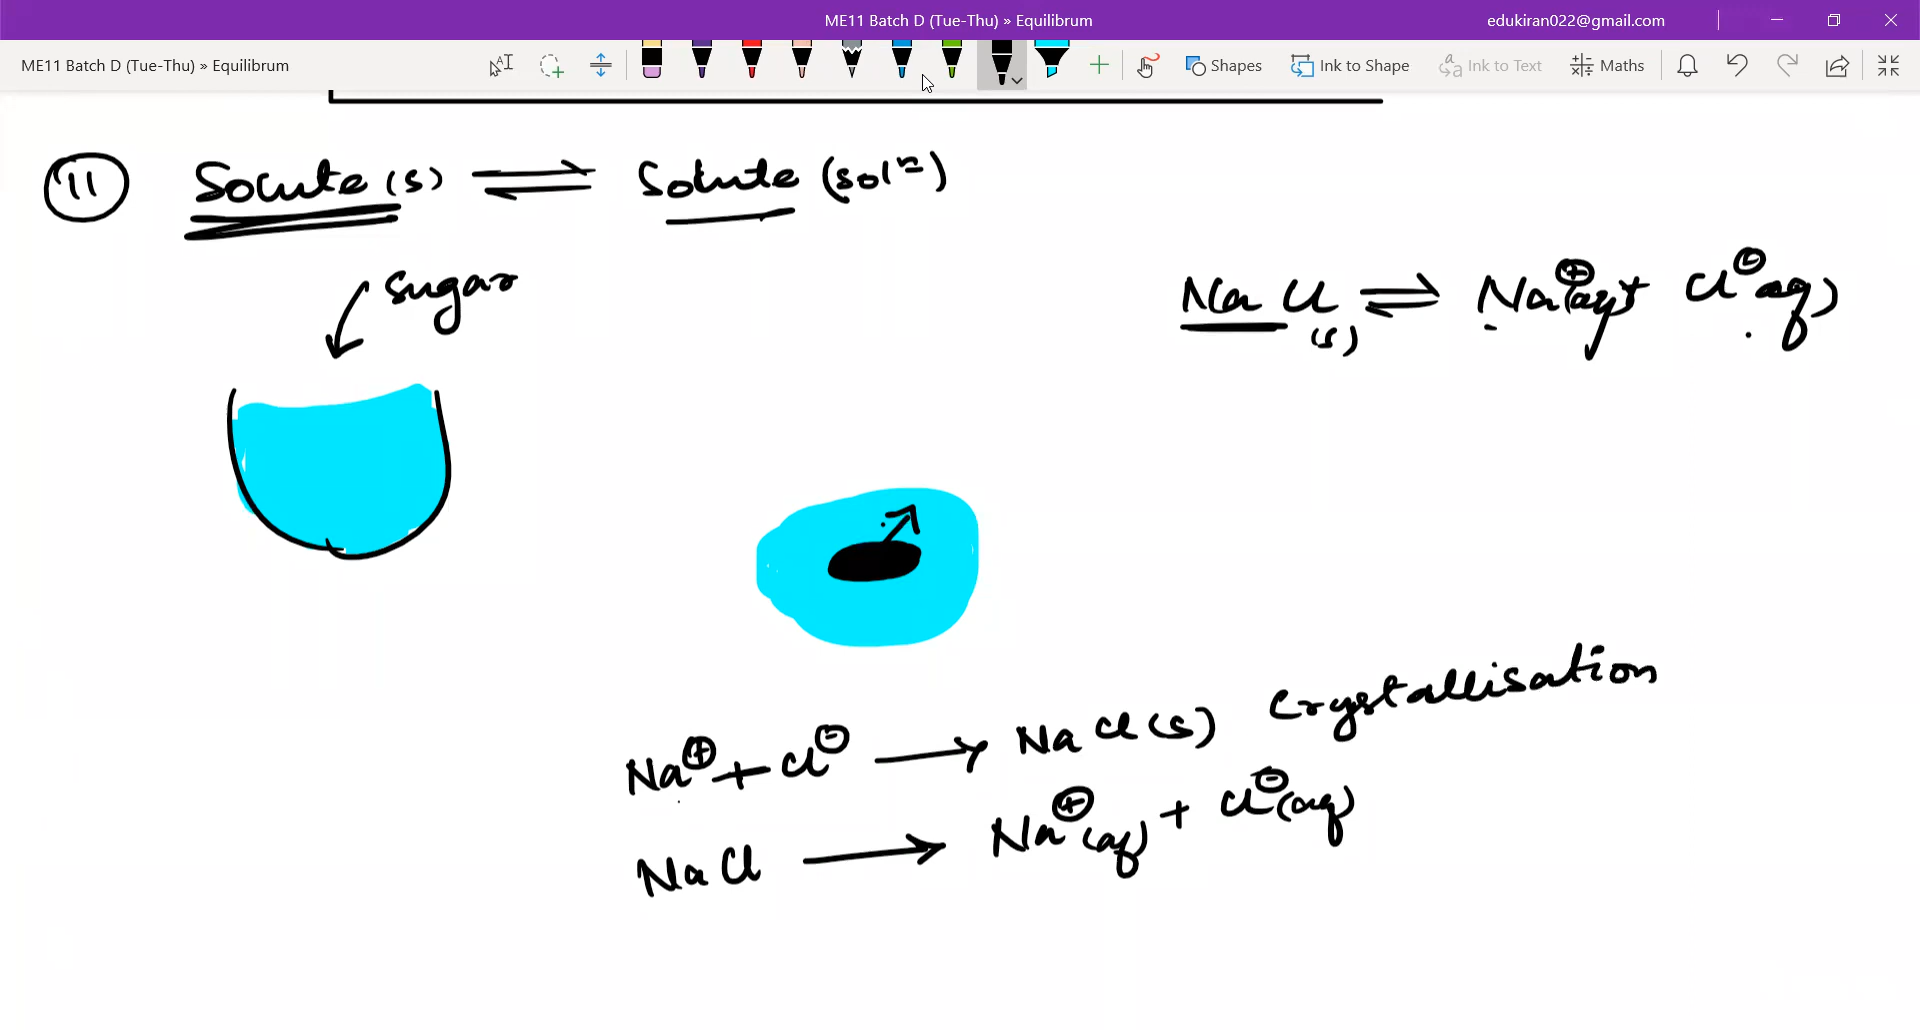 ME11 Batch D (Tue-Thu) » Equilibrum
edukiran022@gmail.com
ME11 Batch D (Tue-Thu) » Equilibrum
Shapes
Ink to Shape
Ink to Text
Maths
11 Solute (s) ⇌ Solute (solⁿ)
sugar
NaCl(s) ⇌ Na⊕(aq) + Cl⊖(aq)
Na⊕ + Cl⊖ → NaCl(s) Crystallisation
NaCl → Na⊕(aq) + Cl⊖(aq)